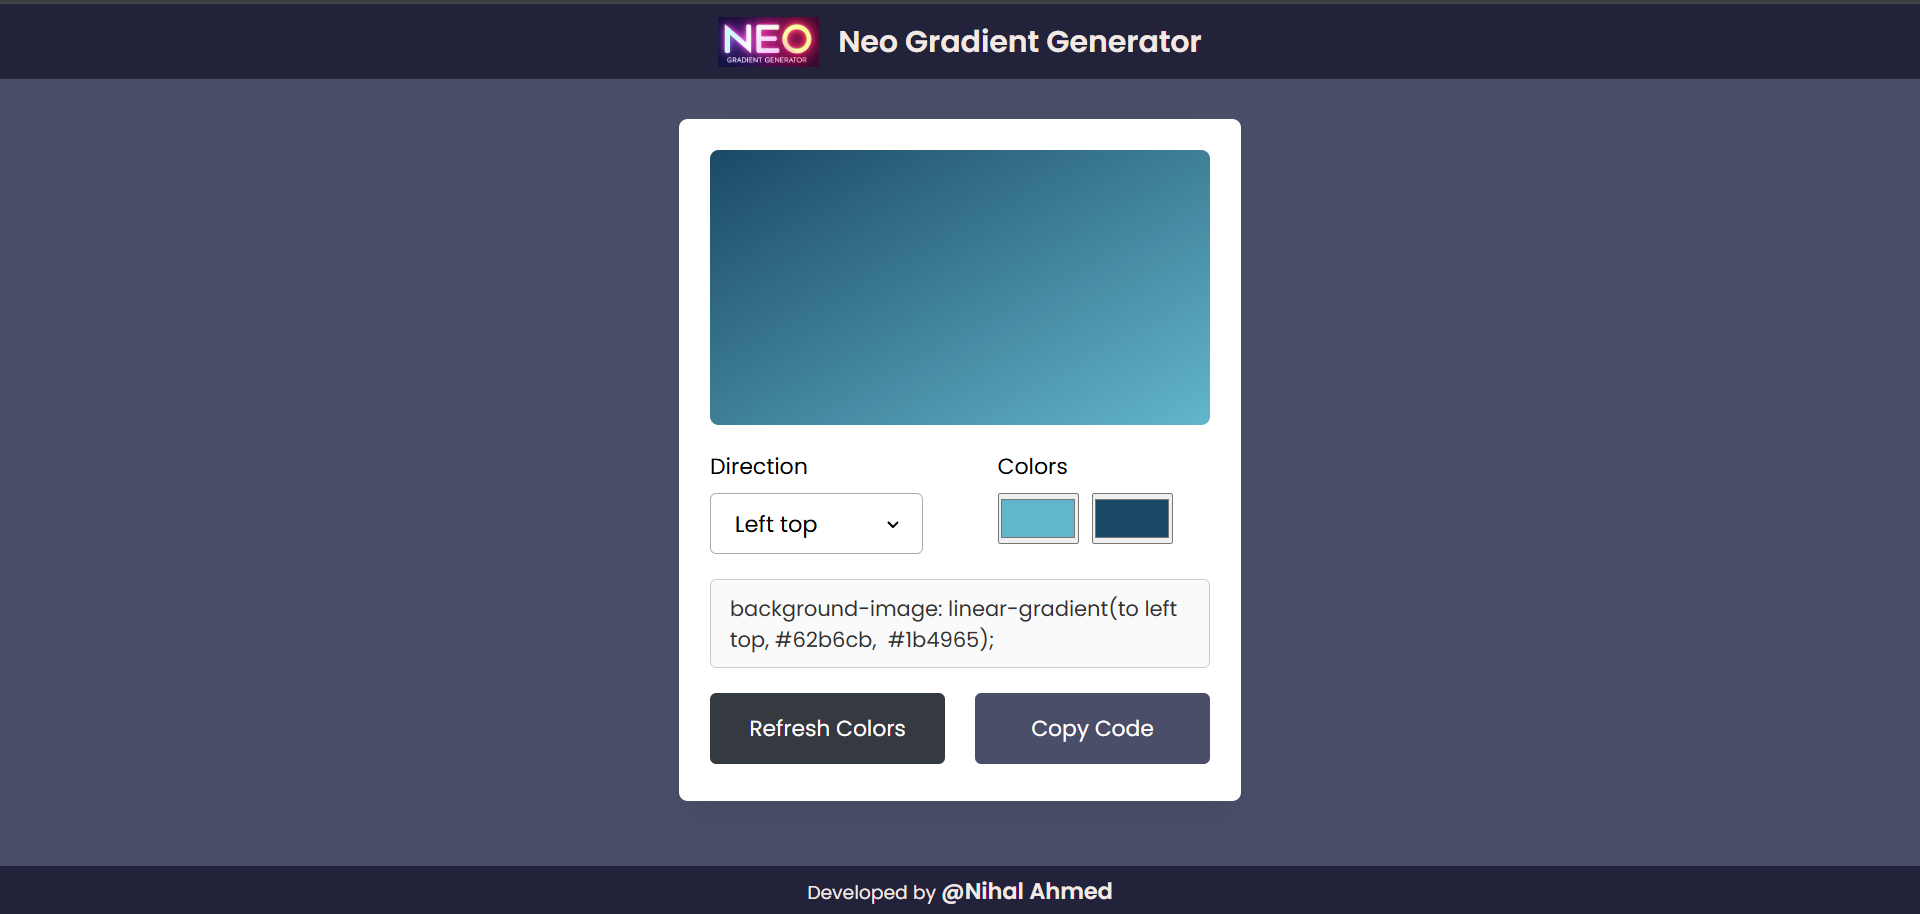 NEO
GRADIENT GENERATOR
Neo Gradient Generator
Direction
Colors
Left top
background-image: linear-gradient(to left
top, #62b6cb,  #1b4965);
Refresh Colors
Copy Code
Developed by @Nihal Ahmed